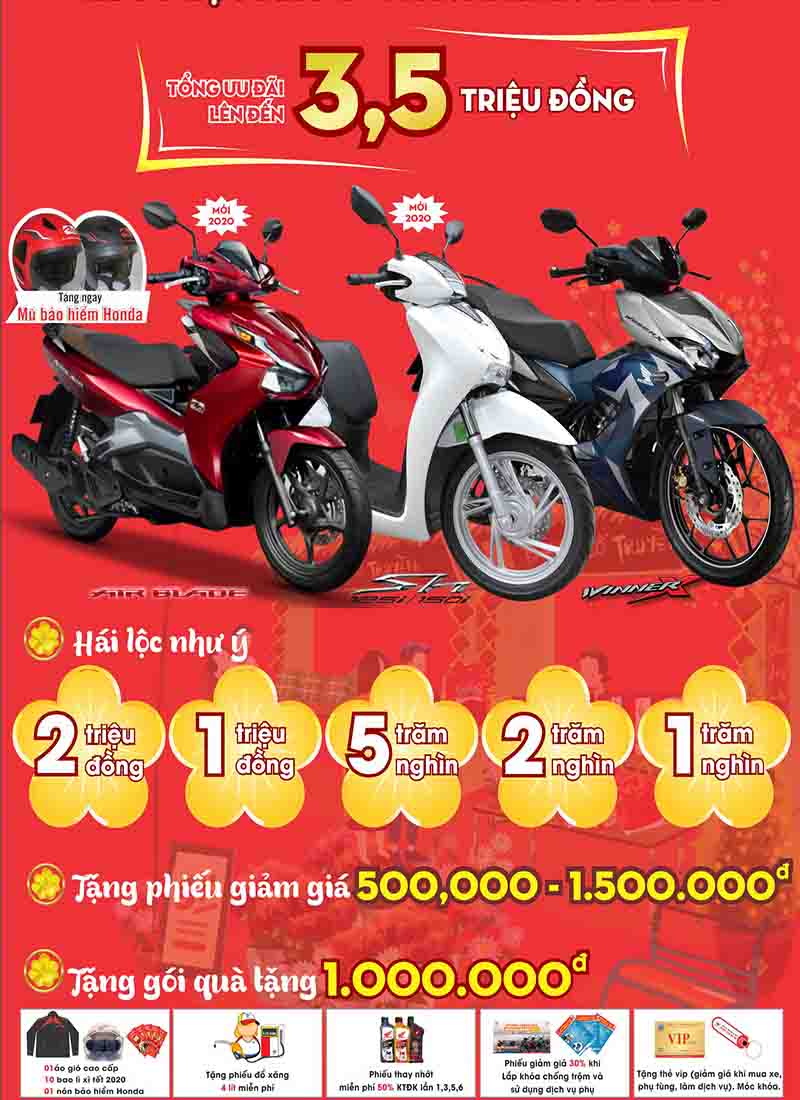 TỔNG ƯU ĐÃI
LÊN ĐẾN
3,5 TRIỆU ĐỒNG
MỚI
2020
MỚI
2020
Tặng ngay
Mũ bảo hiểm Honda
WINNER X
AIR BLADE
SH
125i/150i
WINNER X
Hái lộc như ý
2 triệu
đồng
1 triệu
đồng
5 trăm
nghìn
2 trăm
nghìn
1 trăm
nghìn
Tặng phiếu giảm giá 500,000 - 1.500.000đ
Tặng gói quà tặng 1.000.000đ
01 áo gió cao cấp
10 bao lì xì tết 2020
01 nón bảo hiểm Honda
Tặng phiếu đổ xăng
4 lít miễn phí
Phiếu thay nhớt
miễn phí 50% KTĐK lần 1,3,5,6
Phiếu giảm giá 30% khi
Lắp khóa chống trộm và
sử dụng dịch vụ phụ
VIP
Tặng thẻ vip (giảm giá khi mua xe,
phụ tùng, làm dịch vụ). Móc khóa.